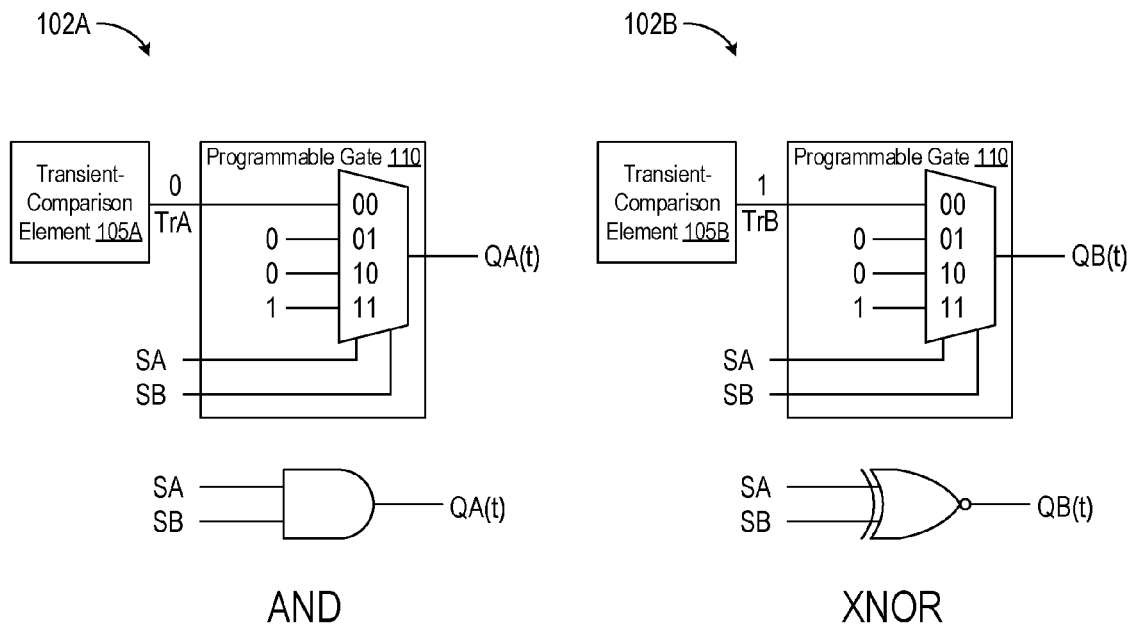 102A
Transient-
Comparison
Element 105A
0
TrA
Programmable Gate 110
00
0 01
0 10
1 11
QA(t)
SA
SB
SA
SB
QA(t)
AND
102B
Transient-
Comparison
Element 105B
1
TrB
Programmable Gate 110
00
0 01
0 10
1 11
QB(t)
SA
SB
SA
SB
QB(t)
XNOR